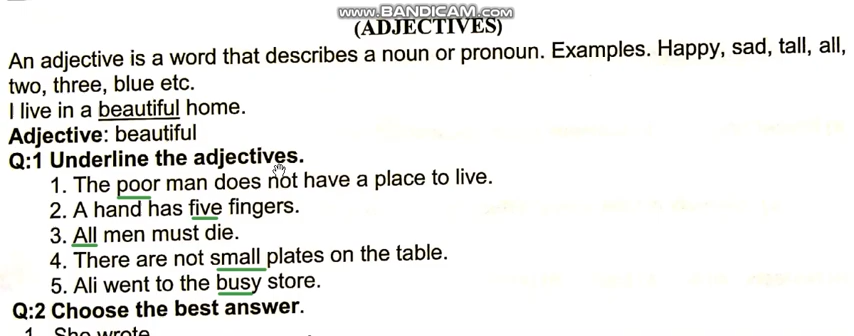 www.BANDICAM.com
(ADJECTIVES)
An adjective is a word that describes a noun or pronoun. Examples. Happy, sad, tall, all,
two, three, blue etc.
I live in a beautiful home.
Adjective: beautiful
Q:1 Underline the adjectives.
1. The poor man does not have a place to live.
2. A hand has five fingers.
3. All men must die.
4. There are not small plates on the table.
5. Ali went to the busy store.
Q:2 Choose the best answer.
1. She wrote